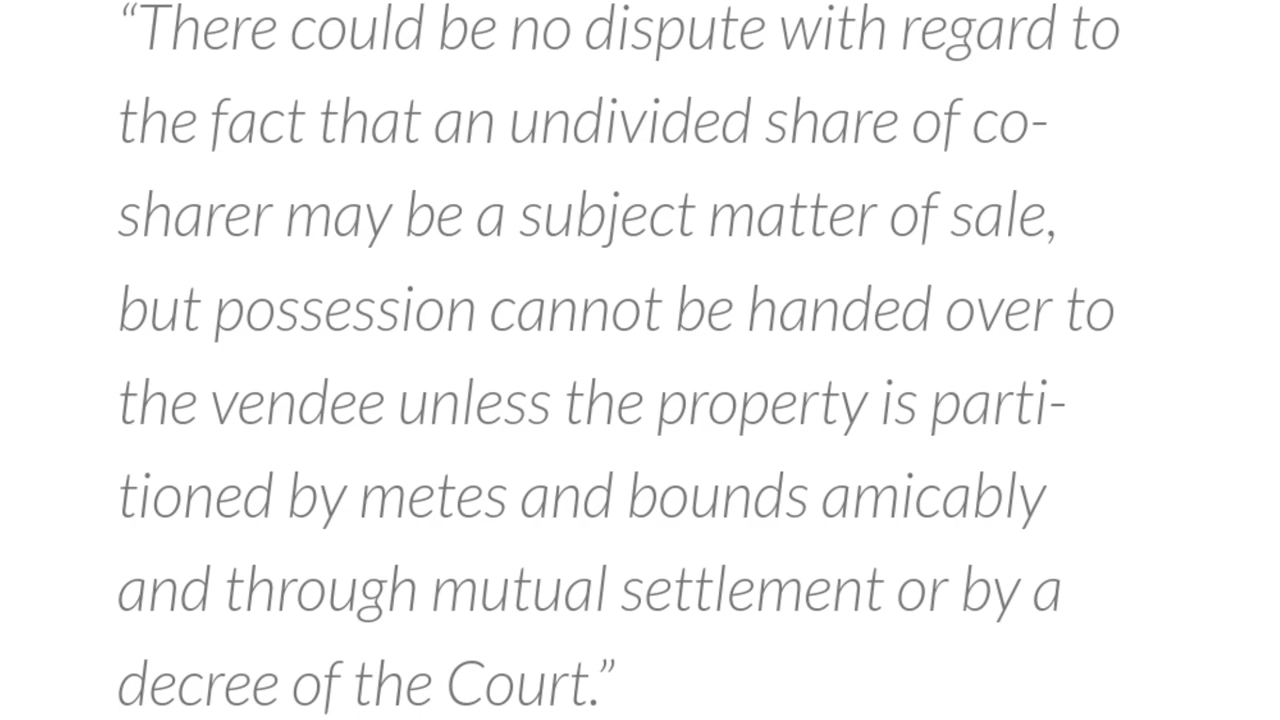 “There could be no dispute with regard to
the fact that an undivided share of co-
sharer may be a subject matter of sale,
but possession cannot be handed over to
the vendee unless the property is parti-
tioned by metes and bounds amicably
and through mutual settlement or by a
decree of the Court.”